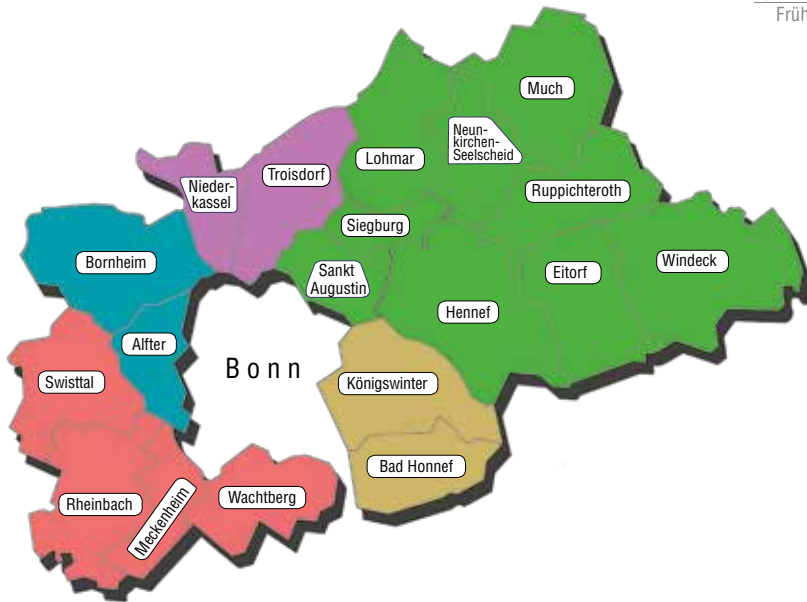 Früh
Much
Neun-
kirchen-
Seelscheid
Lohmar
Troisdorf
Nieder-
kassel
Ruppichteroth
Siegburg
Bornheim
Sankt
Augustin
Eitorf
Windeck
Hennef
Alfter
Bonn
Swisttal
Königswinter
Bad Honnef
Rheinbach
Meckenheim
Wachtberg